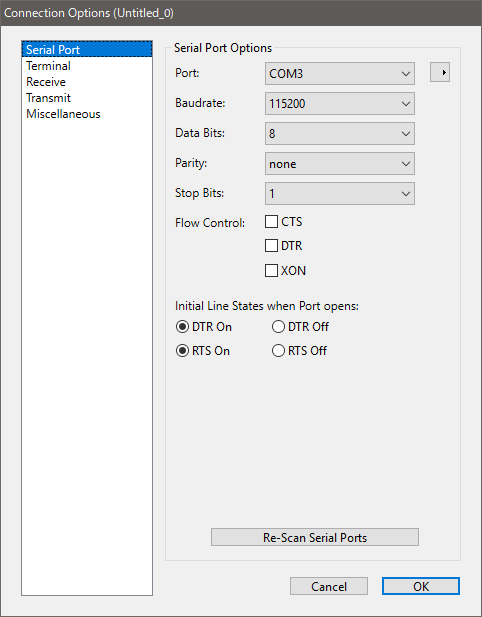 Connection Options (Untitled_0)
Serial Port
Terminal
Receive
Transmit
Miscellaneous
Serial Port Options
Port: COM3
Baudrate: 115200
Data Bits: 8
Parity: none
Stop Bits: 1
Flow Control: CTS
DTR
XON
Initial Line States when Port opens:
DTR On DTR Off
RTS On RTS Off
Re-Scan Serial Ports
Cancel OK